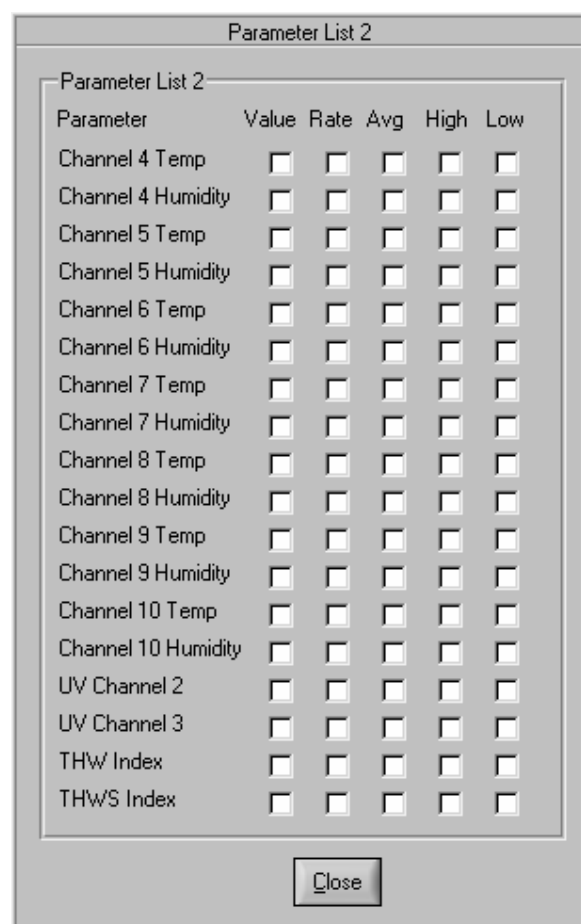 Parameter List 2
Parameter List 2
Parameter Value Rate Avg High Low
Channel 4 Temp
Channel 4 Humidity
Channel 5 Temp
Channel 5 Humidity
Channel 6 Temp
Channel 6 Humidity
Channel 7 Temp
Channel 7 Humidity
Channel 8 Temp
Channel 8 Humidity
Channel 9 Temp
Channel 9 Humidity
Channel 10 Temp
Channel 10 Humidity
UV Channel 2
UV Channel 3
THW Index
THWS Index
Close